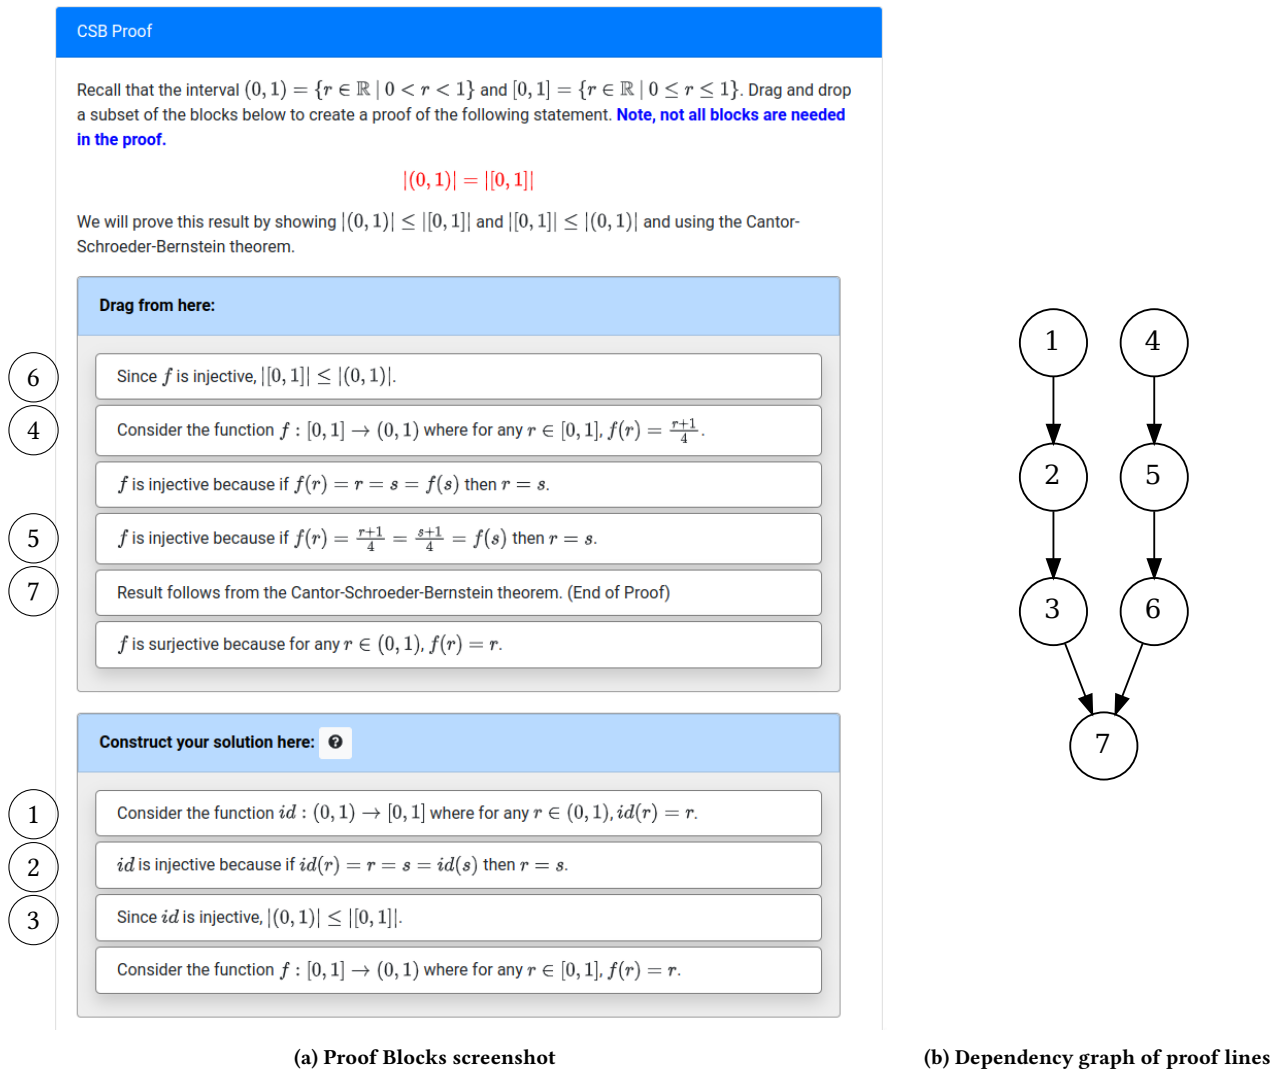 CSB Proof
Recall that the interval (0, 1) = {r ∈ ℝ | 0 < r < 1} and [0, 1] = {r ∈ ℝ | 0 ≤ r ≤ 1}. Drag and drop
a subset of the blocks below to create a proof of the following statement. Note, not all blocks are needed
in the proof.
|(0, 1)| = |[0, 1]|
We will prove this result by showing |(0, 1)| ≤ |[0, 1]| and |[0, 1]| ≤ |(0, 1)| and using the Cantor-
Schroeder-Bernstein theorem.
Drag from here:
6 Since f is injective, |[0, 1]| ≤ |(0, 1)|.
4 Consider the function f : [0, 1] → (0, 1) where for any r ∈ [0, 1], f(r) = (r+1)/4.
f is injective because if f(r) = r = s = f(s) then r = s.
5 f is injective because if f(r) = (r+1)/4 = (s+1)/4 = f(s) then r = s.
7 Result follows from the Cantor-Schroeder-Bernstein theorem. (End of Proof)
f is surjective because for any r ∈ (0, 1), f(r) = r.
Construct your solution here: ?
1 Consider the function id : (0, 1) → [0, 1] where for any r ∈ (0, 1), id(r) = r.
2 id is injective because if id(r) = r = s = id(s) then r = s.
3 Since id is injective, |(0, 1)| ≤ |[0, 1]|.
Consider the function f : [0, 1] → (0, 1) where for any r ∈ [0, 1], f(r) = r.
(a) Proof Blocks screenshot
1 4
2 5
3 6
7
(b) Dependency graph of proof lines